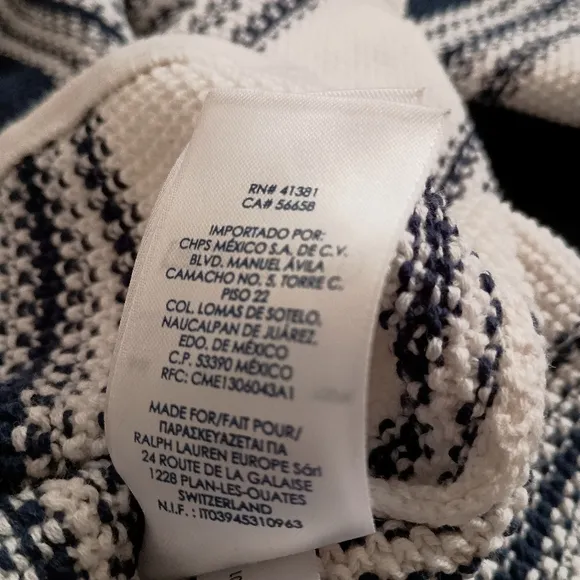 RN# 41381
CA# 56658
IMPORTADO POR:
CHPS MÉXICO S.A. DE C.V.
BLVD. MANUEL ÁVILA
CAMACHO NO. 5, TORRE C,
PISO 22
COL. LOMAS DE SOTELO,
NAUCALPAN DE JUÁREZ,
EDO. DE MÉXICO
C.P. 53390 MÉXICO
RFC: CME1306043A1
MADE FOR/FAIT POUR/
ΠΑΡΑΣΚΕΥΑΖΕΤΑΙ ΓΙΑ
RALPH LAUREN EUROPE Sárl
24 ROUTE DE LA GALAISE
1228 PLAN-LES-OUATES
SWITZERLAND
N.I.F. : IT03945310963